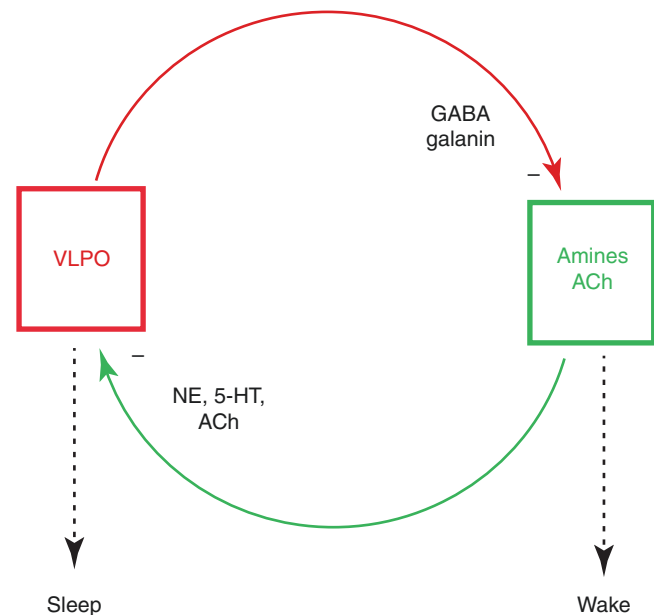 GABA
galanin
–
VLPO
Amines
ACh
–
NE, 5-HT,
ACh
Sleep
Wake